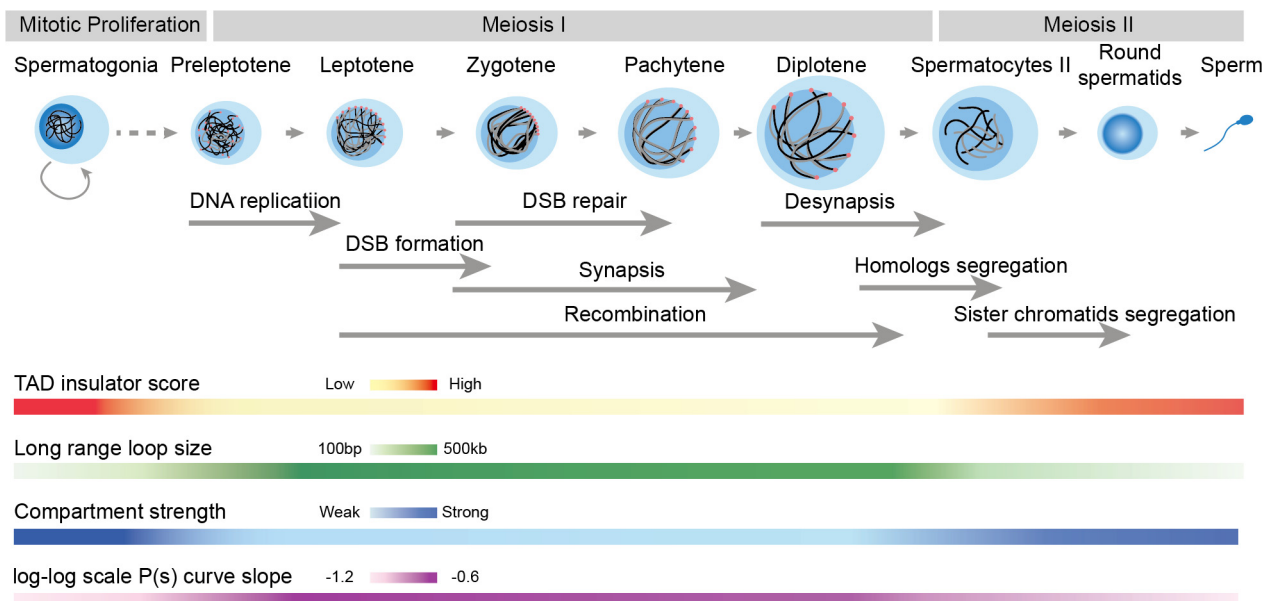 Mitotic Proliferation
Meiosis I
Meiosis II
Spermatogonia
Preleptotene
Leptotene
Zygotene
Pachytene
Diplotene
Spermatocytes II
Round
spermatids
Sperm
DNA replicatiion
DSB repair
Desynapsis
DSB formation
Synapsis
Homologs segregation
Recombination
Sister chromatids segregation
TAD insulator score
Low
High
Long range loop size
100bp
500kb
Compartment strength
Weak
Strong
log-log scale P(s) curve slope
-1.2
-0.6